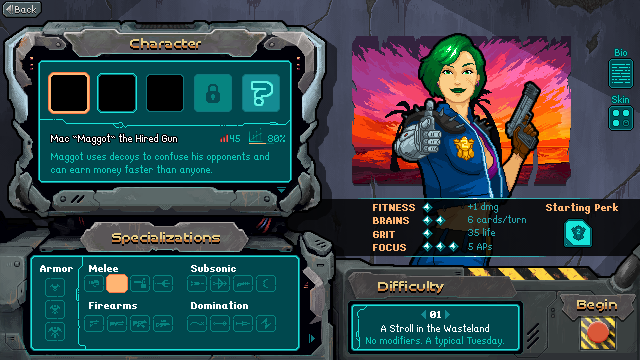 Back
Character
Mac "Maggot" the Hired Gun
45
80%
Maggot uses decoys to confuse his opponents and
can earn money faster than anyone.
Bio
Skin
FITNESS +1 dmg
BRAINS 6 cards/turn
GRIT 35 life
FOCUS 5 APs
Starting Perk
Specializations
Armor
Melee
Subsonic
Firearms
Domination
Difficulty
01
A Stroll in the Wasteland
No modifiers. A typical Tuesday.
Begin